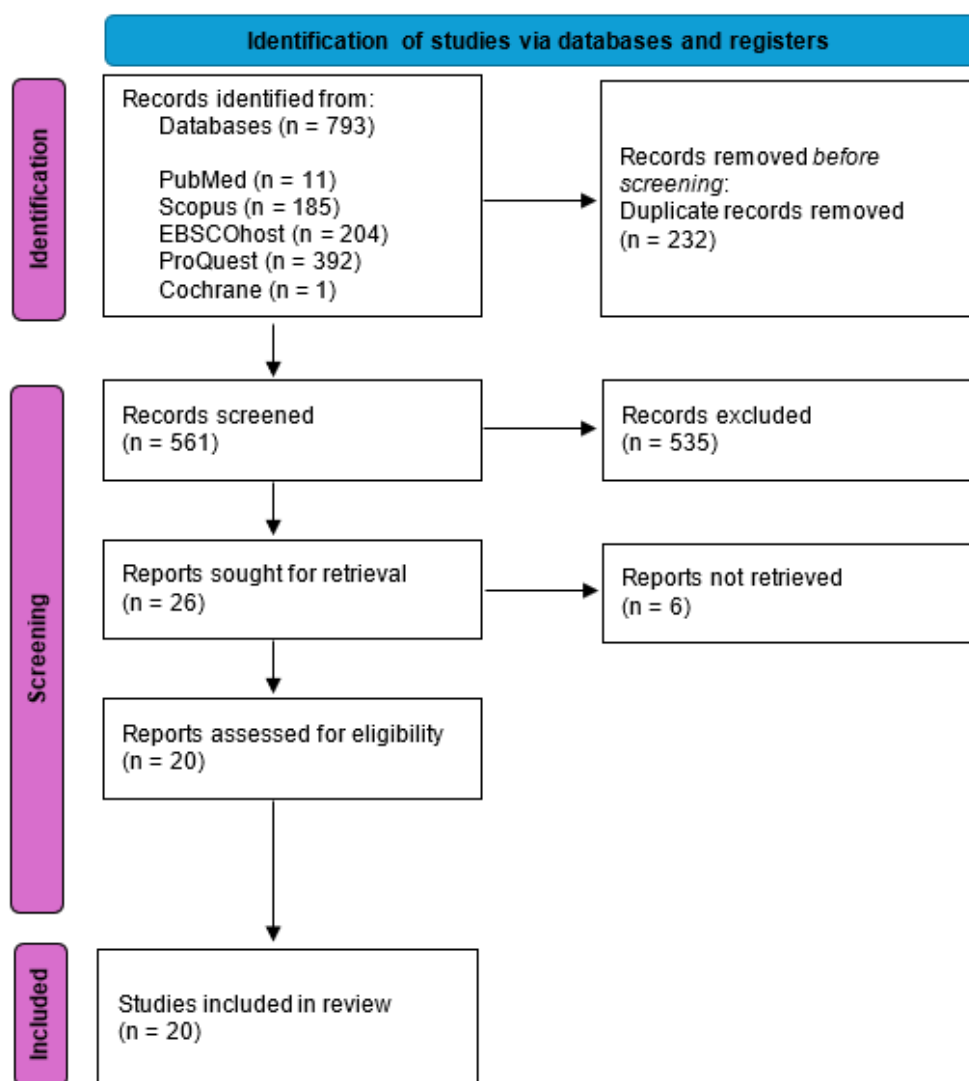 Identification of studies via databases and registers
Identification
Records identified from:
Databases (n = 793)
PubMed (n = 11)
Scopus (n = 185)
EBSCOhost (n = 204)
ProQuest (n = 392)
Cochrane (n = 1)
Records removed before
screening:
Duplicate records removed
(n = 232)
Screening
Records screened
(n = 561)
Records excluded
(n = 535)
Reports sought for retrieval
(n = 26)
Reports not retrieved
(n = 6)
Reports assessed for eligibility
(n = 20)
Included
Studies included in review
(n = 20)